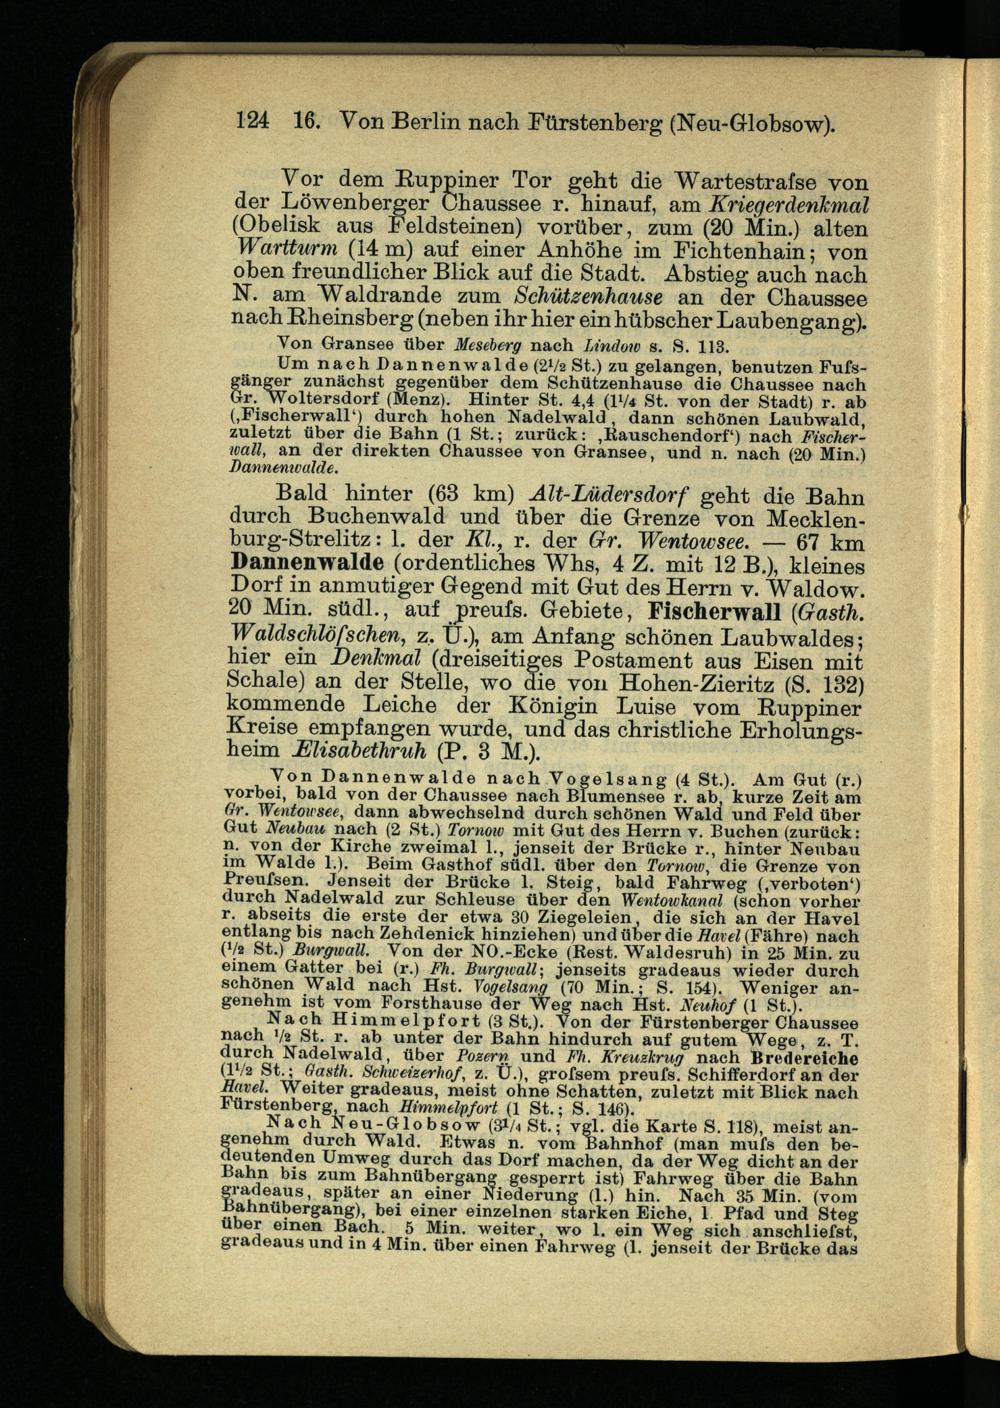 124 16. Von Berlin nach Fürstenberg (Neu-Globsow).
Vor dem Ruppiner Tor geht die Wartestraſse von
der Löwenberger Chaussee r. hinauf, am Kriegerdenkmal
(Obelisk aus Feldsteinen) vorüber, zum (20 Min.) alten
Wartturm (14 m) auf einer Anhöhe im Fichtenhain; von
oben freundlicher Blick auf die Stadt. Abstieg auch nach
N. am Waldrande zum Schützenhause an der Chaussee
nach Rheinsberg (neben ihr hier ein hübscher Laubengang).
Von Gransee über Meseberg nach Lindow s. S. 113.
Um nach Dannenwalde (2½ St.) zu gelangen, benutzen Fuſs-
gänger zunächst gegenüber dem Schützenhause die Chaussee nach
Gr. Woltersdorf (Menz). Hinter St. 4,4 (1¼ St. von der Stadt) r. ab
(‚Fischerwall‘) durch hohen Nadelwald, dann schönen Laubwald,
zuletzt über die Bahn (1 St.; zurück: ‚Rauschendorf‘) nach Fischer-
wall, an der direkten Chaussee von Gransee, und n. nach (20 Min.)
Dannenwalde.
Bald hinter (63 km) Alt-Lüdersdorf geht die Bahn
durch Buchenwald und über die Grenze von Mecklen-
burg-Strelitz: l. der Kl., r. der Gr. Wentowsee. — 67 km
Dannenwalde (ordentliches Whs, 4 Z. mit 12 B.), kleines
Dorf in anmutiger Gegend mit Gut des Herrn v. Waldow.
20 Min. südl., auf preuſs. Gebiete, Fischerwall (Gasth.
Waldschlöſschen, z. Ü.), am Anfang schönen Laubwaldes;
hier ein Denkmal (dreiseitiges Postament aus Eisen mit
Schale) an der Stelle, wo die von Hohen-Zieritz (S. 132)
kommende Leiche der Königin Luise vom Ruppiner
Kreise empfangen wurde, und das christliche Erholungs-
heim Elisabethruh (P. 3 M.).
Von Dannenwalde nach Vogelsang (4 St.). Am Gut (r.)
vorbei, bald von der Chaussee nach Blumensee r. ab, kurze Zeit am
Gr. Wentowsee, dann abwechselnd durch schönen Wald und Feld über
Gut Neubau nach (2 St.) Tornow mit Gut des Herrn v. Buchen (zurück:
n. von der Kirche zweimal l., jenseit der Brücke r., hinter Neubau
im Walde l.). Beim Gasthof südl. über den Tornow, die Grenze von
Preuſsen. Jenseit der Brücke l. Steig, bald Fahrweg (‚verboten‘)
durch Nadelwald zur Schleuse über den Wentowkanal (schon vorher
r. abseits die erste der etwa 30 Ziegeleien, die sich an der Havel
entlang bis nach Zehdenick hinziehen) und über die Havel (Fähre) nach
(½ St.) Burgwall. Von der NO.-Ecke (Rest. Waldesruh) in 25 Min. zu
einem Gatter bei (r.) Fh. Burgwall; jenseits gradeaus wieder durch
schönen Wald nach Hst. Vogelsang (70 Min.; S. 154). Weniger an-
genehm ist vom Forsthause der Weg nach Hst. Neuhof (1 St.).
Nach Himmelpfort (3 St.). Von der Fürstenberger Chaussee
nach ½ St. r. ab unter der Bahn hindurch auf gutem Wege, z. T.
durch Nadelwald, über Pozern und Fh. Kreuzkrug nach Bredereiche
(1½ St.; Gasth. Schweizerhof, z. Ü.), groſsem preuſs. Schifferdorf an der
Havel. Weiter gradeaus, meist ohne Schatten, zuletzt mit Blick nach
Fürstenberg, nach Himmelpfort (1 St.; S. 146).
Nach Neu-Globsow (3¼ St.; vgl. die Karte S. 118), meist an-
genehm durch Wald. Etwas n. vom Bahnhof (man muſs den be-
deutenden Umweg durch das Dorf machen, da der Weg dicht an der
Bahn bis zum Bahnübergang gesperrt ist) Fahrweg über die Bahn
gradeaus, später an einer Niederung (l.) hin. Nach 35 Min. (vom
Bahnübergang), bei einer einzelnen starken Eiche, l Pfad und Steg
über einen Bach. 5 Min. weiter, wo l. ein Weg sich anschlieſst,
gradeaus und in 4 Min. über einen Fahrweg (l. jenseit der Brücke das